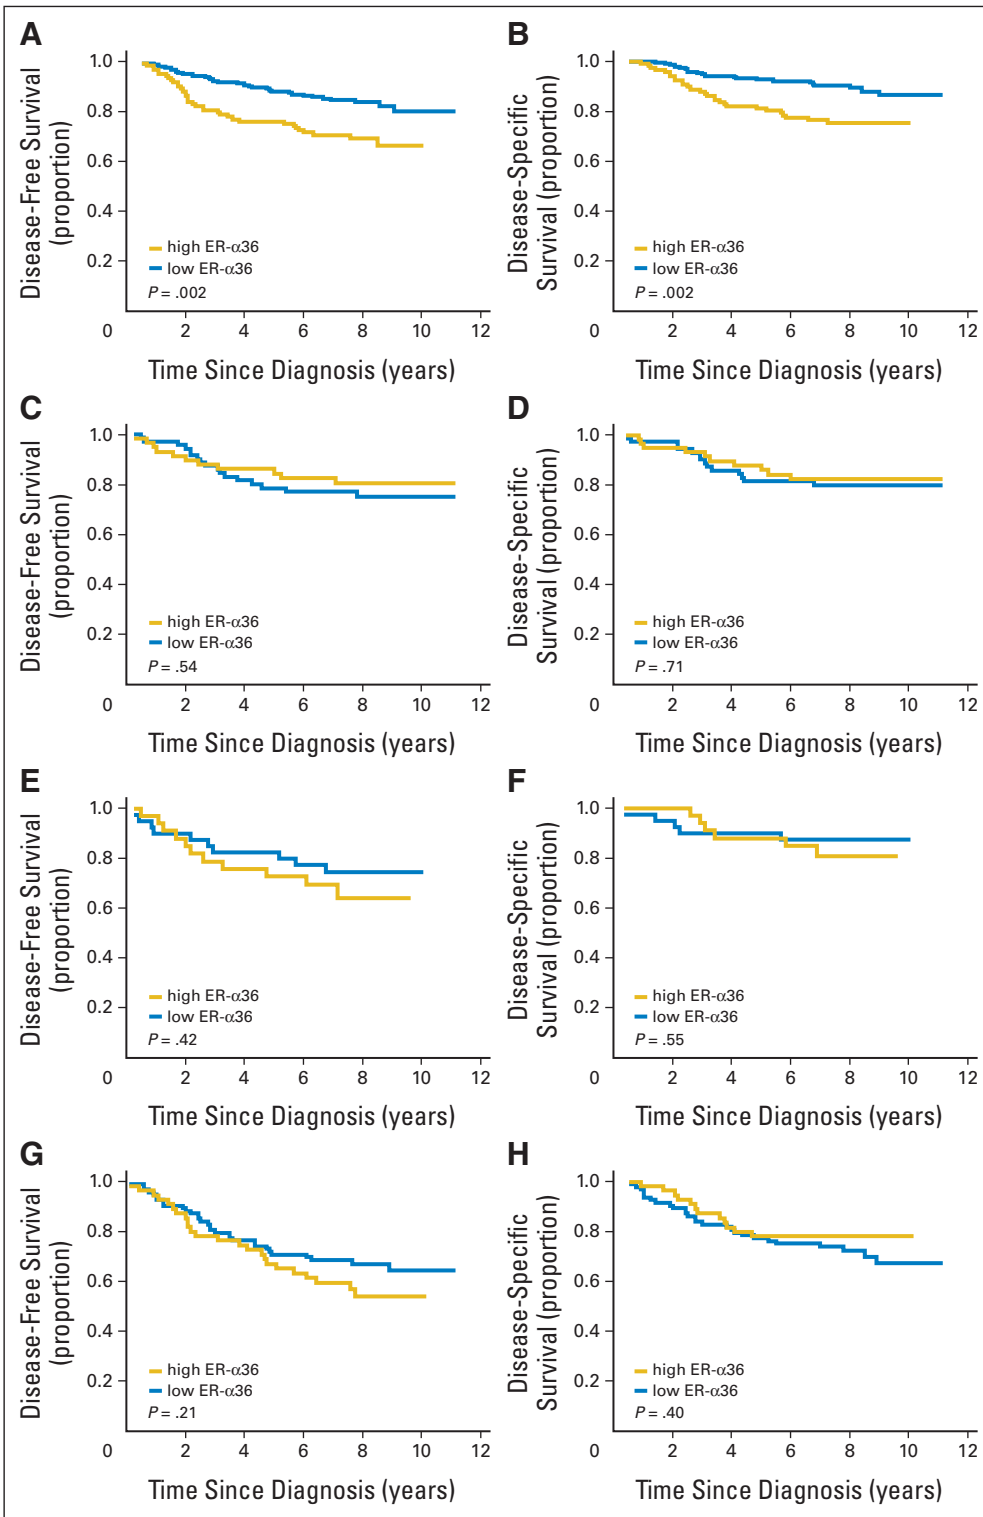 A
Disease-Free Survival
(proportion)
1.0
0.8
0.6
0.4
0.2
high ER-α36
low ER-α36
P = .002
0 2 4 6 8 10 12
Time Since Diagnosis (years)
B
Disease-Specific
Survival (proportion)
1.0
0.8
0.6
0.4
0.2
high ER-α36
low ER-α36
P = .002
0 2 4 6 8 10 12
Time Since Diagnosis (years)
C
Disease-Free Survival
(proportion)
1.0
0.8
0.6
0.4
0.2
high ER-α36
low ER-α36
P = .54
0 2 4 6 8 10 12
Time Since Diagnosis (years)
D
Disease-Specific
Survival (proportion)
1.0
0.8
0.6
0.4
0.2
high ER-α36
low ER-α36
P = .71
0 2 4 6 8 10 12
Time Since Diagnosis (years)
E
Disease-Free Survival
(proportion)
1.0
0.8
0.6
0.4
0.2
high ER-α36
low ER-α36
P = .42
0 2 4 6 8 10 12
Time Since Diagnosis (years)
F
Disease-Specific
Survival (proportion)
1.0
0.8
0.6
0.4
0.2
high ER-α36
low ER-α36
P = .55
0 2 4 6 8 10 12
Time Since Diagnosis (years)
G
Disease-Free Survival
(proportion)
1.0
0.8
0.6
0.4
0.2
high ER-α36
low ER-α36
P = .21
0 2 4 6 8 10 12
Time Since Diagnosis (years)
H
Disease-Specific
Survival (proportion)
1.0
0.8
0.6
0.4
0.2
high ER-α36
low ER-α36
P = .40
0 2 4 6 8 10 12
Time Since Diagnosis (years)